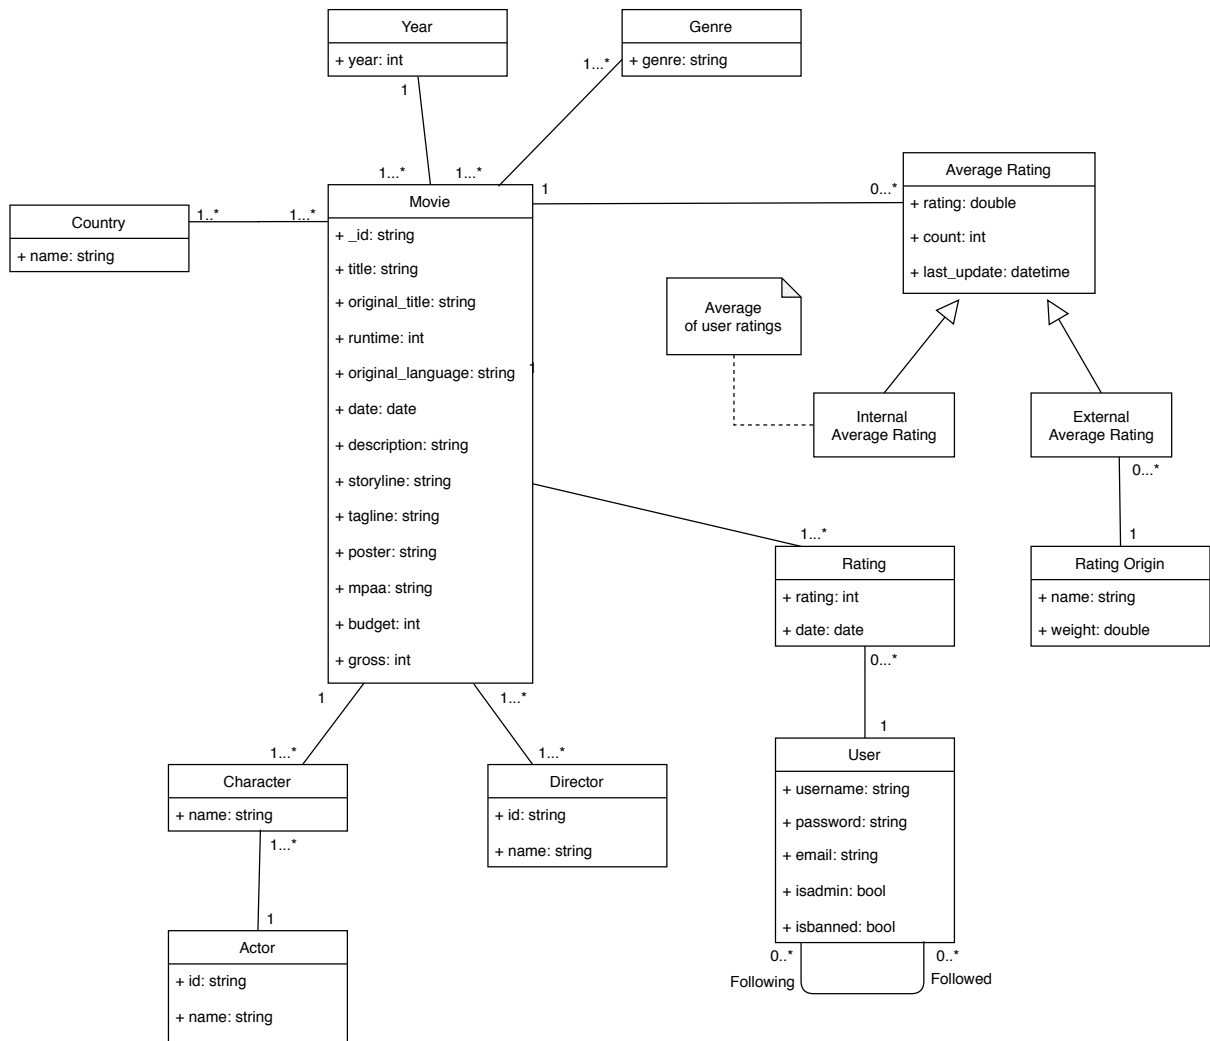 Year
+ year: int
Genre
+ genre: string
1
1...*
1...*
1...*
Country
+ name: string
1..*
1...*
Movie
+ _id: string
+ title: string
+ original_title: string
+ runtime: int
+ original_language: string
+ date: date
+ description: string
+ storyline: string
+ tagline: string
+ poster: string
+ mpaa: string
+ budget: int
+ gross: int
1
0...*
Average Rating
+ rating: double
+ count: int
+ last_update: datetime
Average
of user ratings
1
Internal
Average Rating
External
Average Rating
0...*
1
1...*
Rating
+ rating: int
+ date: date
Rating Origin
+ name: string
+ weight: double
0...*
1
1
1...*
1...*
1...*
Character
+ name: string
Director
+ id: string
+ name: string
User
+ username: string
+ password: string
+ email: string
+ isadmin: bool
+ isbanned: bool
1...*
1
Actor
+ id: string
+ name: string
0..*
0..*
Following
Followed